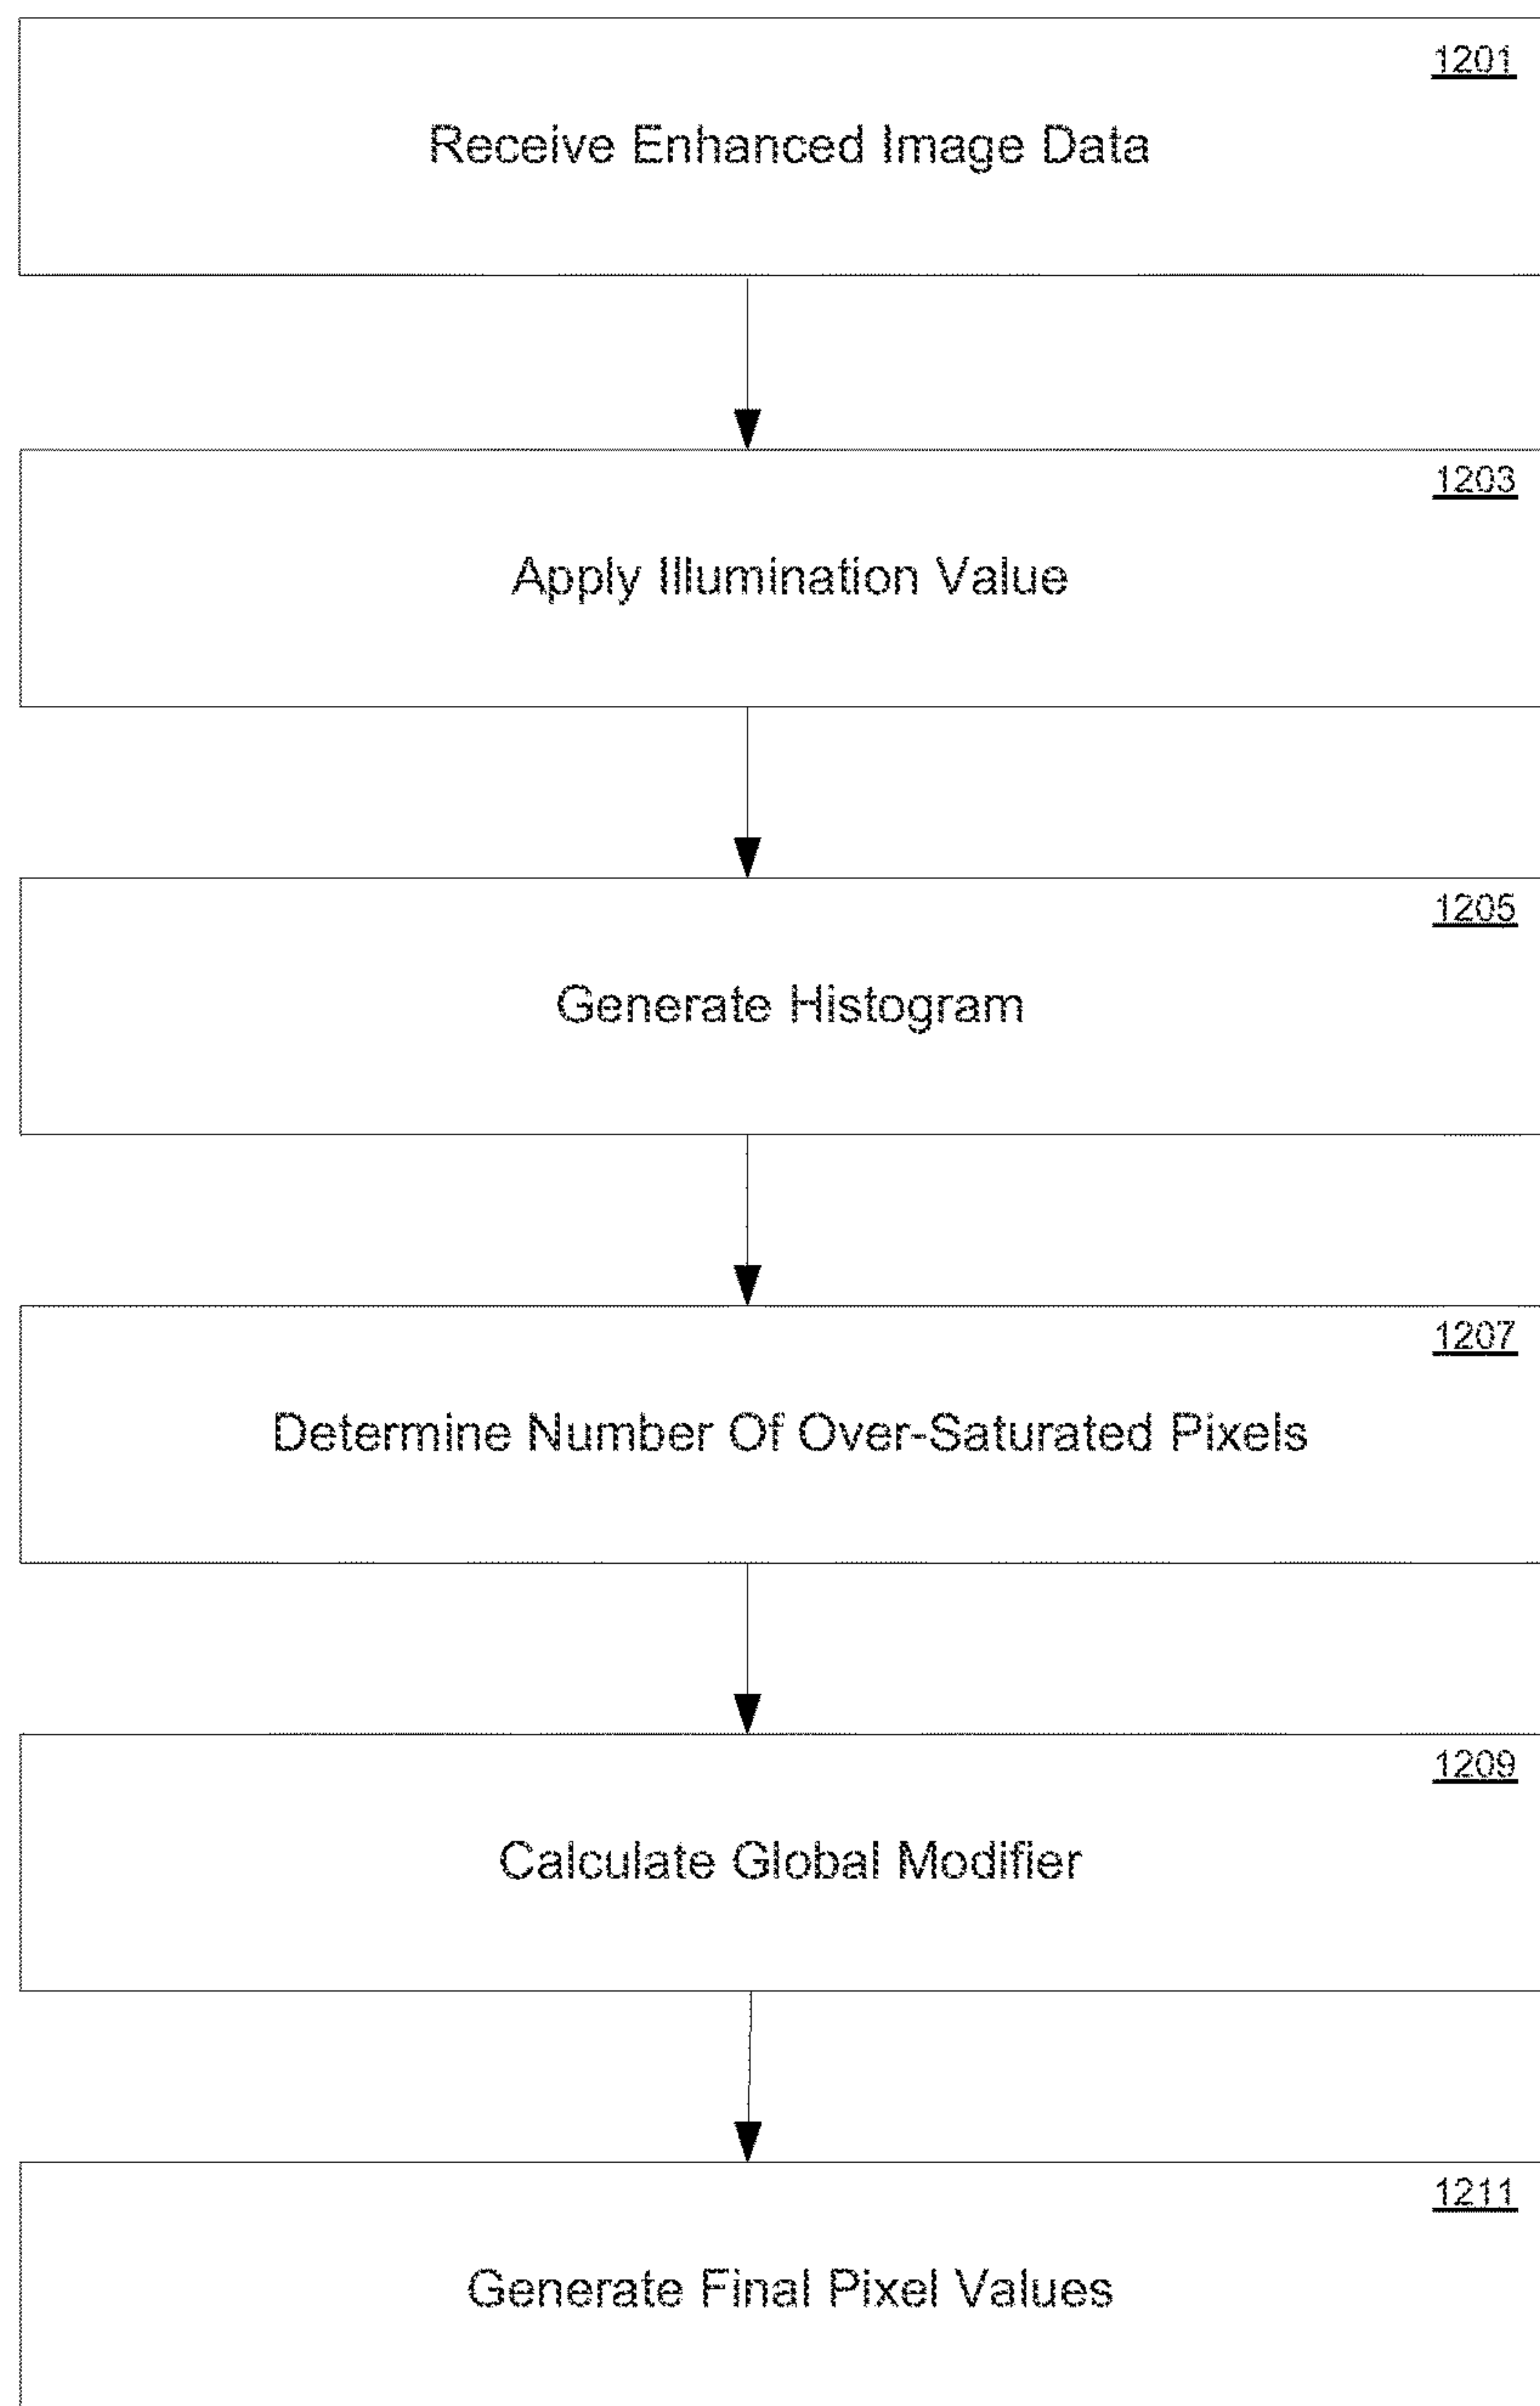 1201
Receive Enhanced Image Data
1203
Apply Illumination Value
1205
Generate Histogram
1207
Determine Number Of Over-Saturated Pixels
1209
Calculate Global Modifier
1211
Generate Final Pixel Values